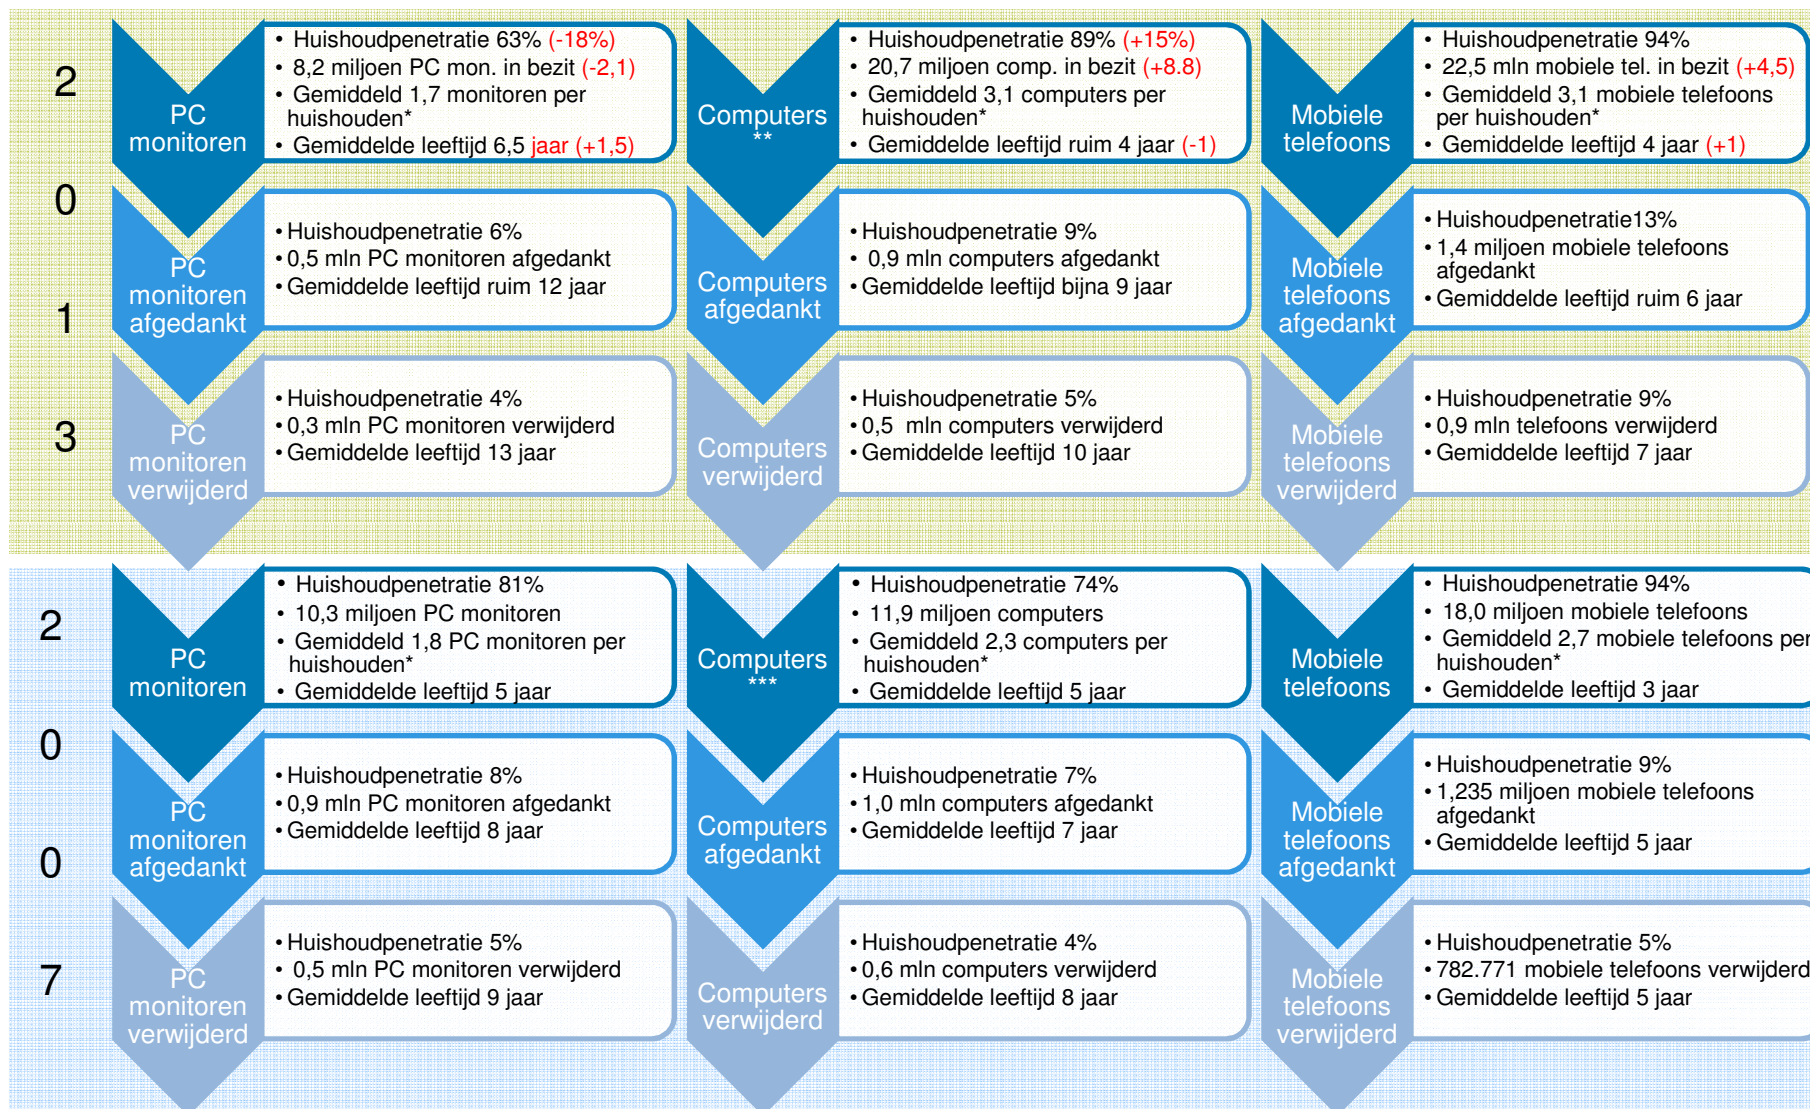 2
0
1
3
PC
monitoren
• Huishoudpenetratie 63% (-18%)
• 8,2 miljoen PC mon. in bezit (-2,1)
• Gemiddeld 1,7 monitoren per
huishouden*
• Gemiddelde leeftijd 6,5 jaar (+1,5)
Computers
**
• Huishoudpenetratie 89% (+15%)
• 20,7 miljoen comp. in bezit (+8.8)
• Gemiddeld 3,1 computers per
huishouden*
• Gemiddelde leeftijd ruim 4 jaar (-1)
Mobiele
telefoons
• Huishoudpenetratie 94%
• 22,5 mln mobiele tel. in bezit (+4,5)
• Gemiddeld 3,1 mobiele telefoons
per huishouden*
• Gemiddelde leeftijd 4 jaar (+1)
PC
monitoren
afgedankt
• Huishoudpenetratie 6%
• 0,5 mln PC monitoren afgedankt
• Gemiddelde leeftijd ruim 12 jaar
Computers
afgedankt
• Huishoudpenetratie 9%
• 0,9 mln computers afgedankt
• Gemiddelde leeftijd bijna 9 jaar
Mobiele
telefoons
afgedankt
• Huishoudpenetratie13%
• 1,4 miljoen mobiele telefoons
afgedankt
• Gemiddelde leeftijd ruim 6 jaar
PC
monitoren
verwijderd
• Huishoudpenetratie 4%
• 0,3 mln PC monitoren verwijderd
• Gemiddelde leeftijd 13 jaar
Computers
verwijderd
• Huishoudpenetratie 5%
• 0,5 mln computers verwijderd
• Gemiddelde leeftijd 10 jaar
Mobiele
telefoons
verwijderd
• Huishoudpenetratie 9%
• 0,9 mln telefoons verwijderd
• Gemiddelde leeftijd 7 jaar
2
0
0
7
PC
monitoren
• Huishoudpenetratie 81%
• 10,3 miljoen PC monitoren
• Gemiddeld 1,8 PC monitoren per
huishouden*
• Gemiddelde leeftijd 5 jaar
Computers
***
• Huishoudpenetratie 74%
• 11,9 miljoen computers
• Gemiddeld 2,3 computers per
huishouden*
• Gemiddelde leeftijd 5 jaar
Mobiele
telefoons
• Huishoudpenetratie 94%
• 18,0 miljoen mobiele telefoons
• Gemiddeld 2,7 mobiele telefoons per
huishouden*
• Gemiddelde leeftijd 3 jaar
PC
monitoren
afgedankt
• Huishoudpenetratie 8%
• 0,9 mln PC monitoren afgedankt
• Gemiddelde leeftijd 8 jaar
Computers
afgedankt
• Huishoudpenetratie 7%
• 1,0 mln computers afgedankt
• Gemiddelde leeftijd 7 jaar
Mobiele
telefoons
afgedankt
• Huishoudpenetratie 9%
• 1,235 miljoen mobiele telefoons
afgedankt
• Gemiddelde leeftijd 5 jaar
PC
monitoren
verwijderd
• Huishoudpenetratie 5%
• 0,5 mln PC monitoren verwijderd
• Gemiddelde leeftijd 9 jaar
Computers
verwijderd
• Huishoudpenetratie 4%
• 0,6 mln computers verwijderd
• Gemiddelde leeftijd 8 jaar
Mobiele
telefoons
verwijderd
• Huishoudpenetratie 5%
• 782.771 mobiele telefoons verwijderd
• Gemiddelde leeftijd 5 jaar